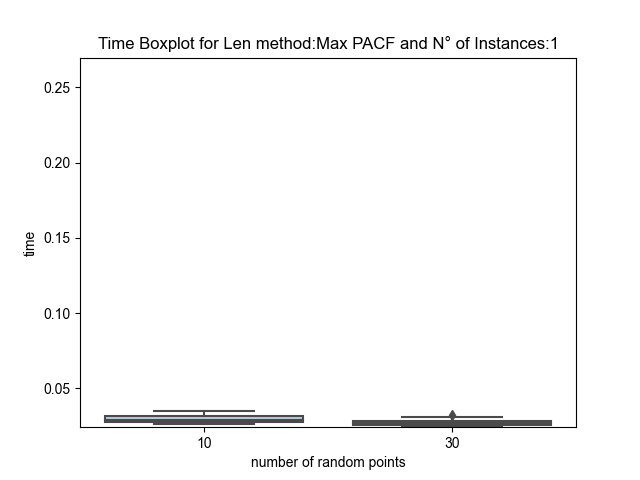 Time Boxplot for Len method:Max PACF and N° of Instances:1
0.25
0.20
0.15
0.10
0.05
time
10 30
number of random points